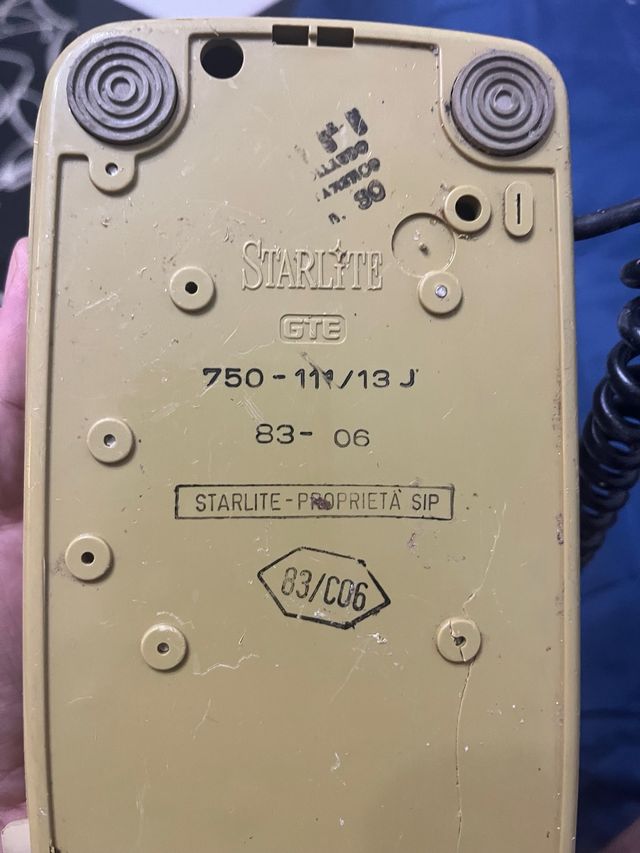 STARLITE
GTE
750-111/13 J
83- 06
STARLITE-PROPRIETÀ SIP
83/C06